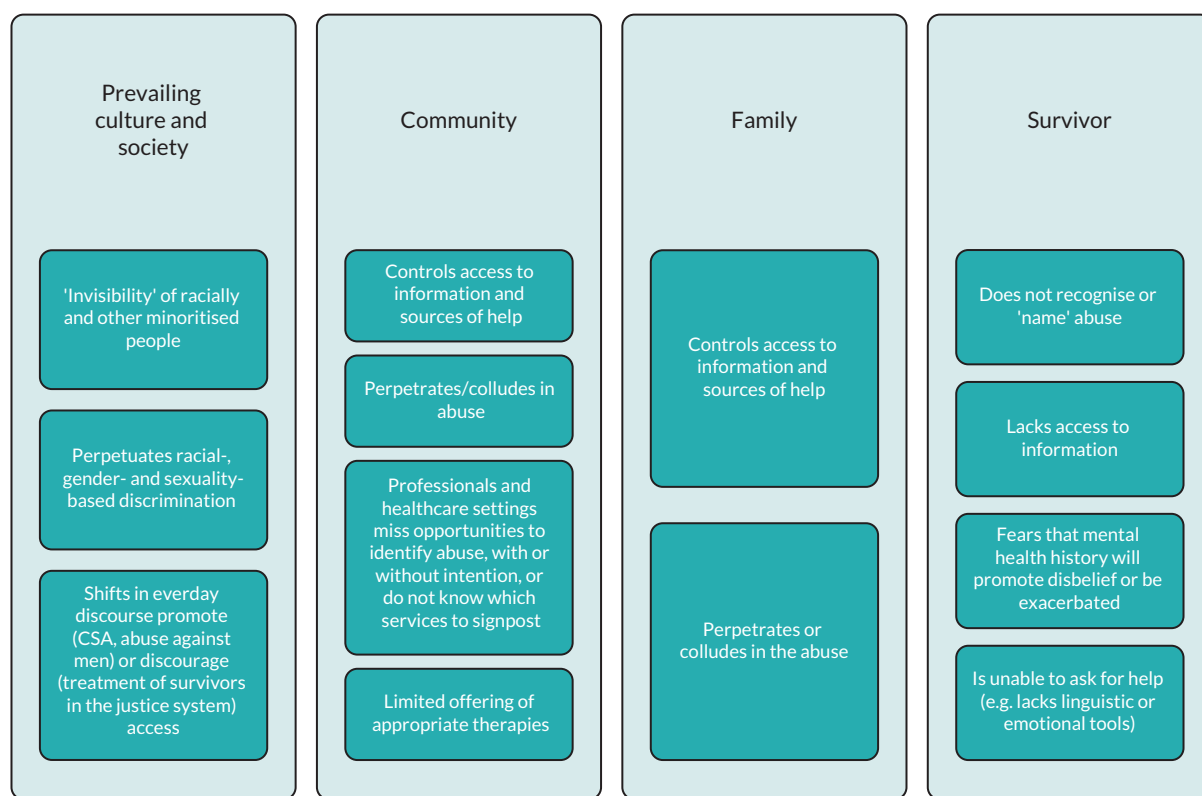 Prevailing
culture and
society
'Invisibility' of racially
and other minoritised
people
Perpetuates racial-,
gender- and sexuality-
based discrimination
Shifts in everday
discourse promote
(CSA, abuse against
men) or discourage
(treatment of survivors
in the justice system)
access
Community
Controls access to
information and
sources of help
Perpetrates/colludes in
abuse
Professionals and
healthcare settings
miss opportunities to
identify abuse, with or
without intention, or
do not know which
services to signpost
Limited offering of
appropriate therapies
Family
Controls access to
information and
sources of help
Perpetrates or
colludes in the abuse
Survivor
Does not recognise or
'name' abuse
Lacks access to
information
Fears that mental
health history will
promote disbelief or be
exacerbated
Is unable to ask for help
(e.g. lacks linguistic or
emotional tools)